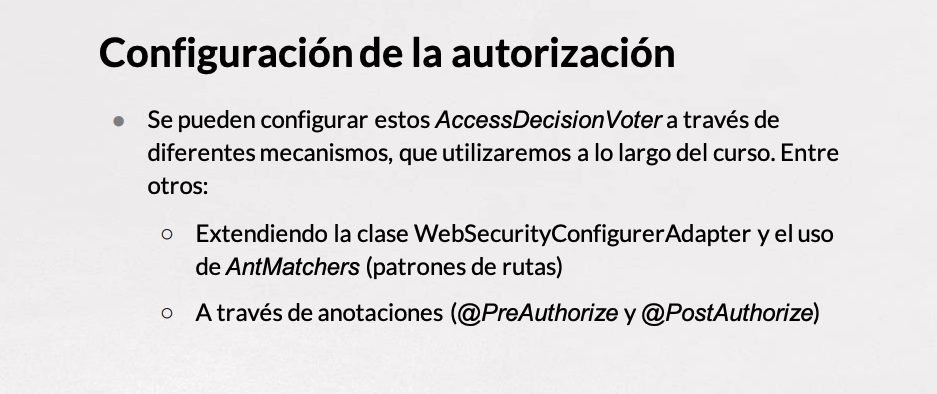 Configuración de la autorización
● Se pueden configurar estos AccessDecisionVoter a través de
diferentes mecanismos, que utilizaremos a lo largo del curso. Entre
otros:
○ Extendiendo la clase WebSecurityConfigurerAdapter y el uso
de AntMatchers (patrones de rutas)
○ A través de anotaciones (@PreAuthorize y @PostAuthorize)